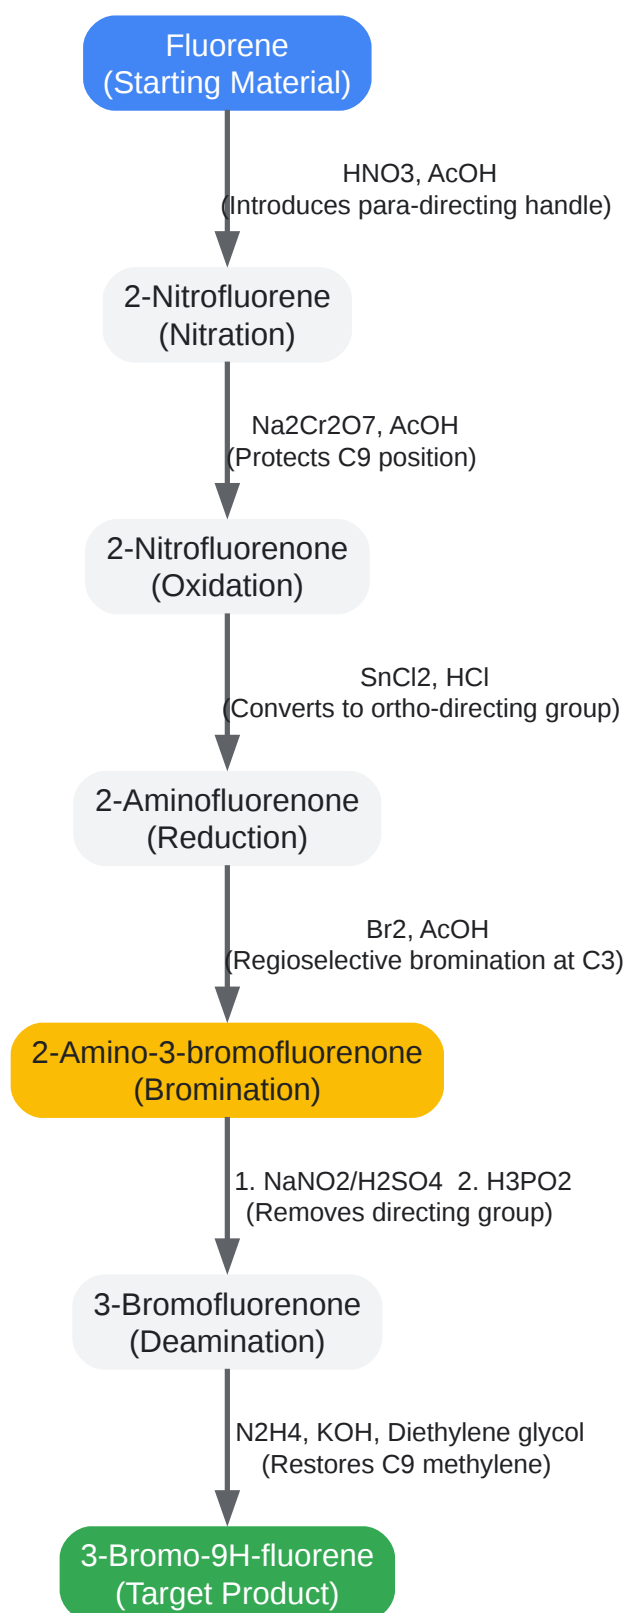 Fluorene
(Starting Material)
HNO3, AcOH
(Introduces para-directing handle)
2-Nitrofluorene
(Nitration)
Na2Cr2O7, AcOH
(Protects C9 position)
2-Nitrofluorenone
(Oxidation)
SnCl2, HCl
(Converts to ortho-directing group)
2-Aminofluorenone
(Reduction)
Br2, AcOH
(Regioselective bromination at C3)
2-Amino-3-bromofluorenone
(Bromination)
1. NaNO2/H2SO4  2. H3PO2
(Removes directing group)
3-Bromofluorenone
(Deamination)
N2H4, KOH, Diethylene glycol
(Restores C9 methylene)
3-Bromo-9H-fluorene
(Target Product)